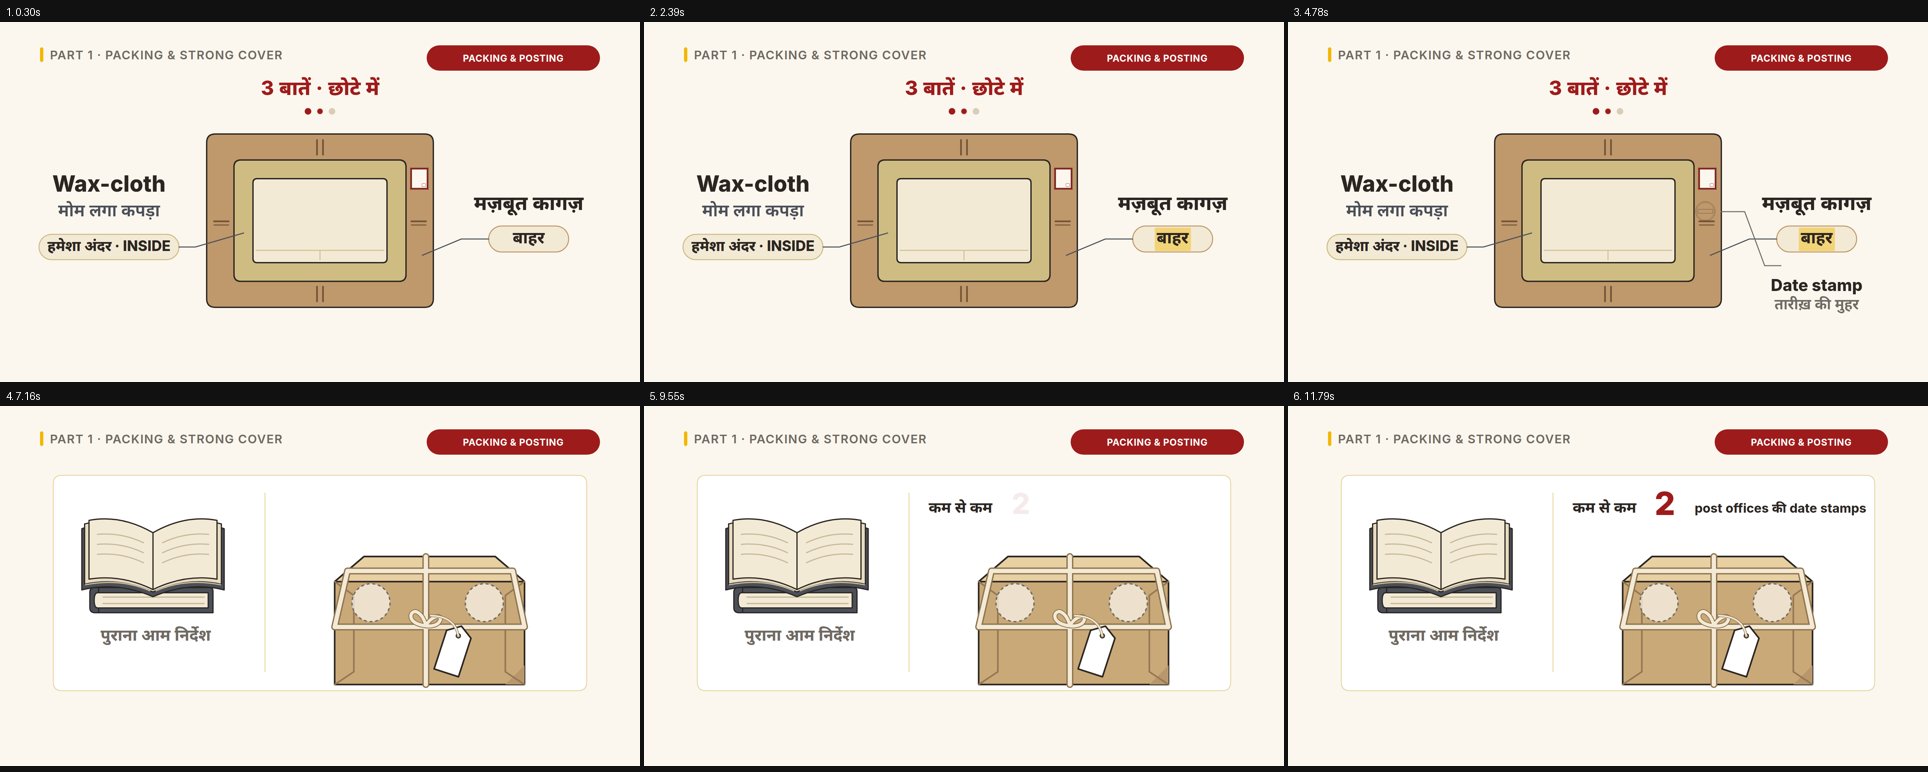 1. 0.30s
PART 1 · PACKING & STRONG COVER
PACKING & POSTING
3 बातें · छोटे में
Wax-cloth
मोम लगा कपड़ा
हमेशा अंदर · INSIDE
मज़बूत कागज़
बाहर
2. 2.39s
PART 1 · PACKING & STRONG COVER
PACKING & POSTING
3 बातें · छोटे में
Wax-cloth
मोम लगा कपड़ा
हमेशा अंदर · INSIDE
मज़बूत कागज़
बाहर
3. 4.78s
PART 1 · PACKING & STRONG COVER
PACKING & POSTING
3 बातें · छोटे में
Wax-cloth
मोम लगा कपड़ा
हमेशा अंदर · INSIDE
मज़बूत कागज़
बाहर
Date stamp
तारीख़ की मुहर
4. 7.16s
PART 1 · PACKING & STRONG COVER
PACKING & POSTING
पुराना आम निर्देश
5. 9.55s
PART 1 · PACKING & STRONG COVER
PACKING & POSTING
कम से कम 2
पुराना आम निर्देश
6. 11.79s
PART 1 · PACKING & STRONG COVER
PACKING & POSTING
कम से कम 2 post offices की date stamps
पुराना आम निर्देश